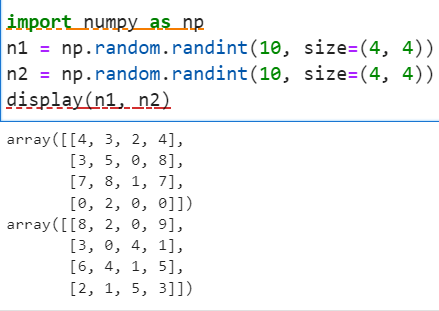 import numpy as np
n1 = np.random.randint(10, size=(4, 4))
n2 = np.random.randint(10, size=(4, 4))
display(n1, n2)
array([[4, 3, 2, 4],
       [3, 5, 0, 8],
       [7, 8, 1, 7],
       [0, 2, 0, 0]])
array([[8, 2, 0, 9],
       [3, 0, 4, 1],
       [6, 4, 1, 5],
       [2, 1, 5, 3]])